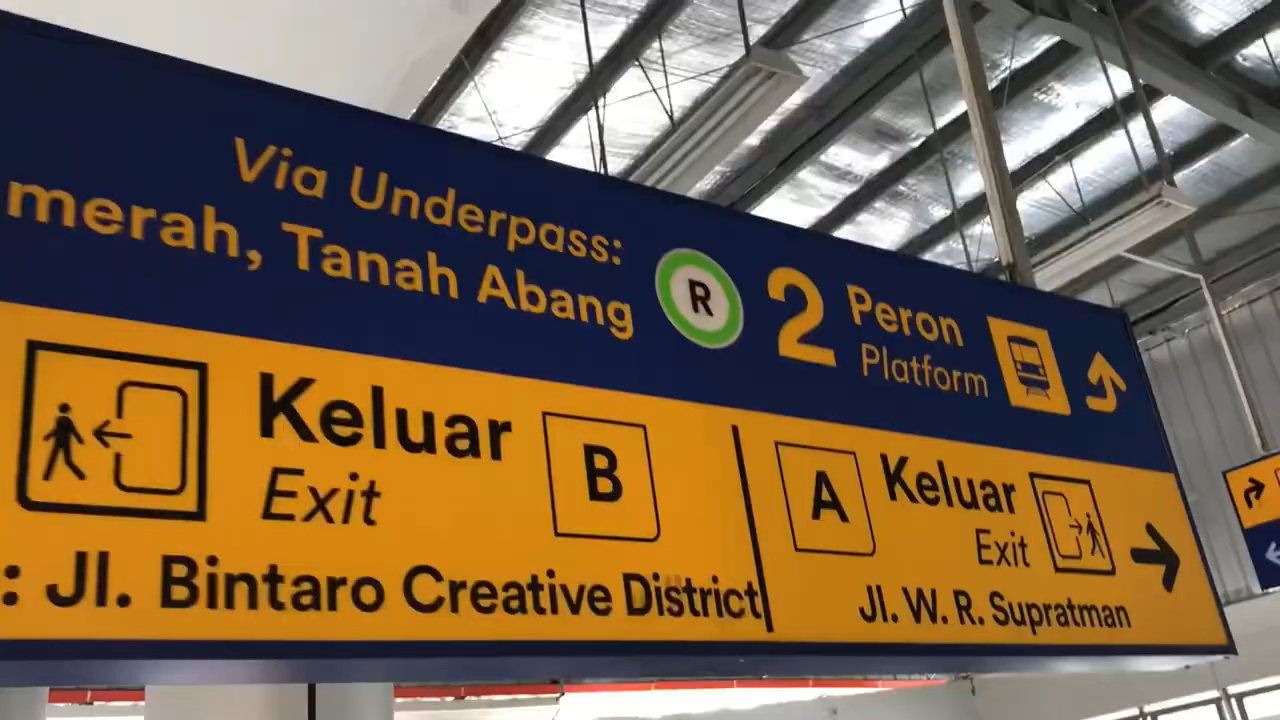 Via Underpass:
merah, Tanah Abang
R
2
Peron
Platform
Keluar
Exit
B
: Jl. Bintaro Creative District
A
Keluar
Exit
Jl. W. R. Supratman